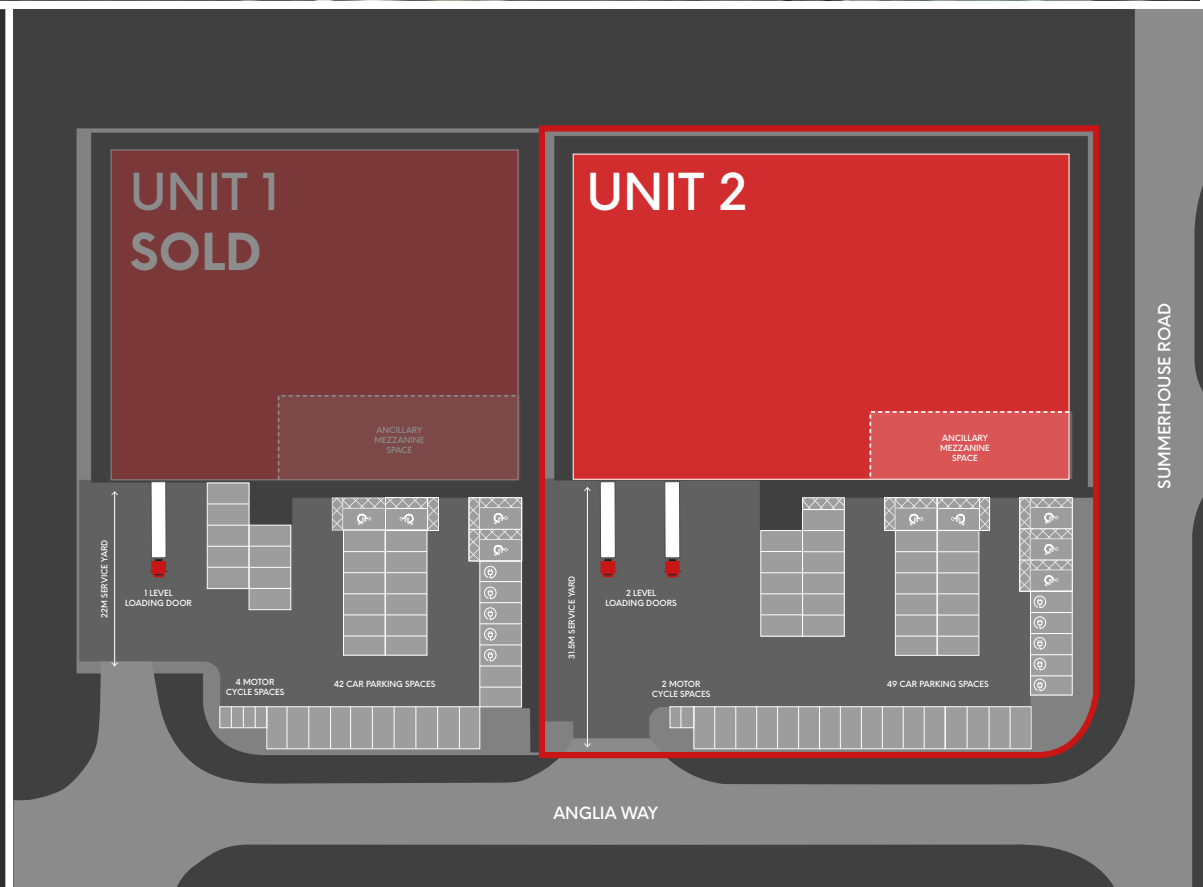 UNIT 1
SOLD
ANCILLARY
MEZZANINE
SPACE
22M SERVICE YARD
1 LEVEL
LOADING DOOR
4 MOTOR
CYCLE SPACES
42 CAR PARKING SPACES
UNIT 2
ANCILLARY
MEZZANINE
SPACE
31.5M SERVICE YARD
2 LEVEL
LOADING DOORS
2 MOTOR
CYCLE SPACES
49 CAR PARKING SPACES
SUMMERHOUSE ROAD
ANGLIA WAY